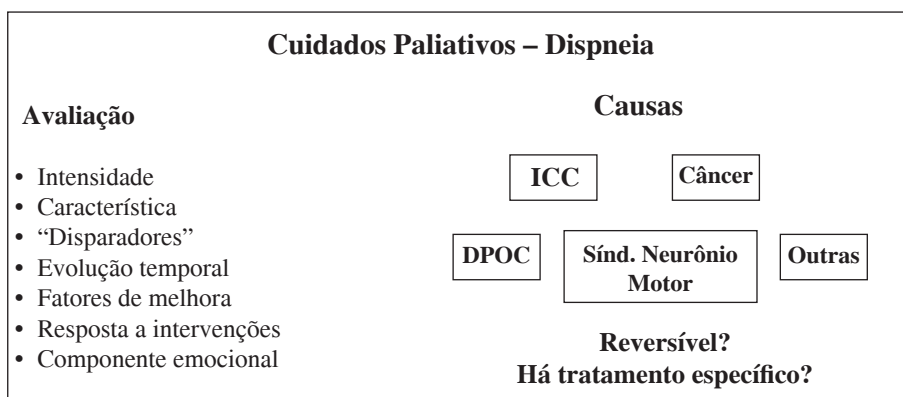 Cuidados Paliativos – Dispneia
Avaliação
• Intensidade
• Característica
• “Disparadores”
• Evolução temporal
• Fatores de melhora
• Resposta a intervenções
• Componente emocional
Causas
ICC
Câncer
DPOC
Sínd. Neurônio
Motor
Outras
Reversível?
Há tratamento específico?